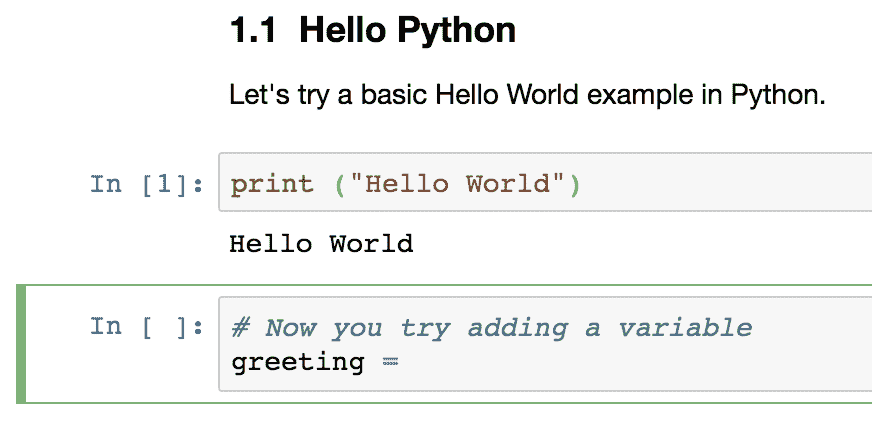 1.1 Hello Python
Let's try a basic Hello World example in Python.
In [1]: print ("Hello World")
Hello World
In [ ]: # Now you try adding a variable
greeting =